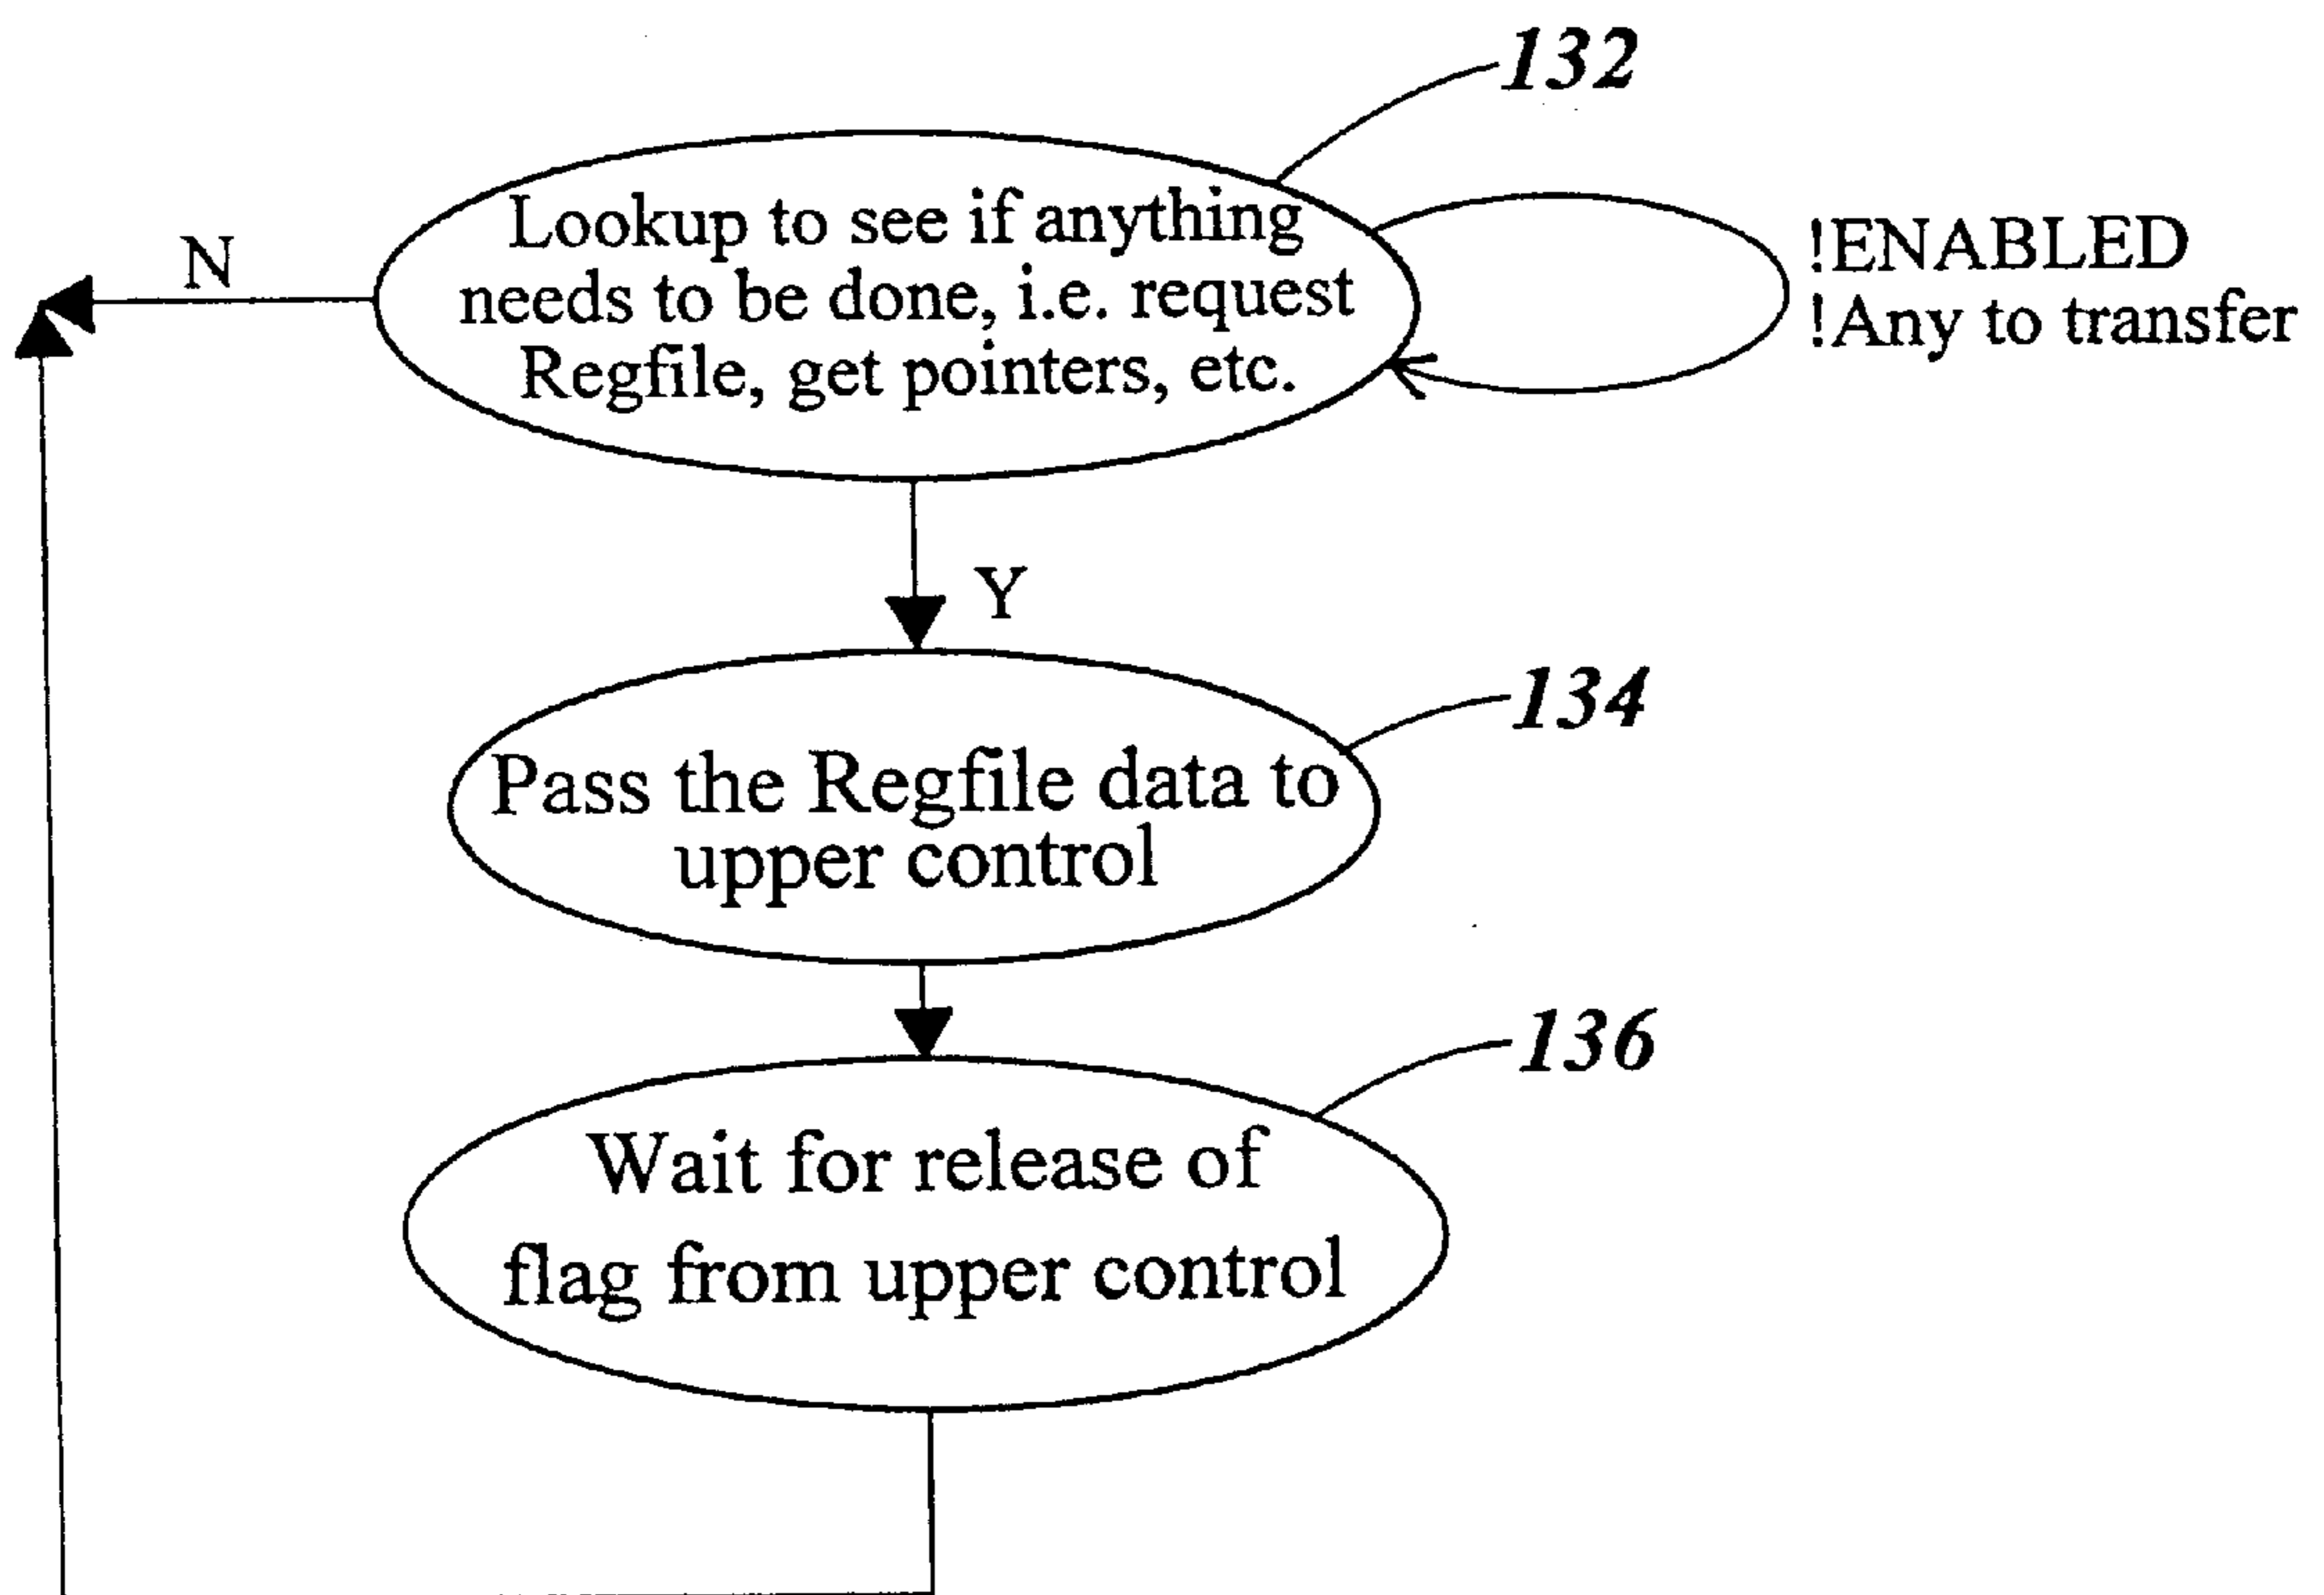 132
Lookup to see if anything
needs to be done, i.e. request
Regfile, get pointers, etc.
N
!ENABLED
!Any to transfer
Y
134
Pass the Regfile data to
upper control
136
Wait for release of
flag from upper control